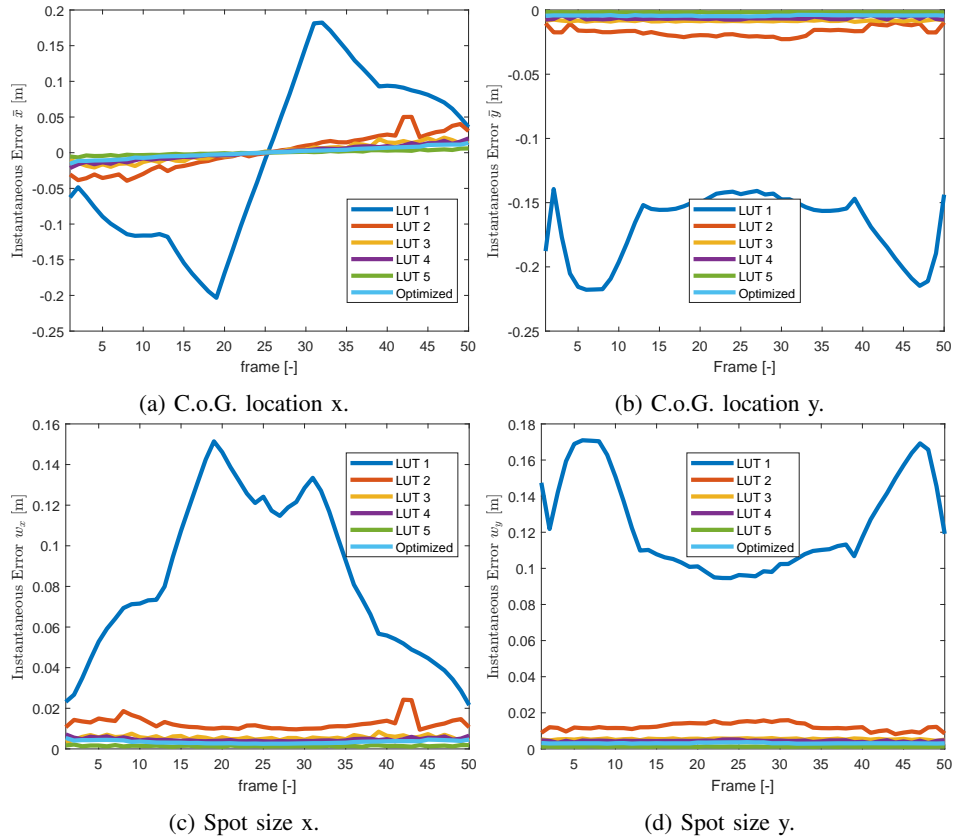 0.2
0.15
0.1
0.05
0
-0.05
-0.1
-0.15
-0.2
-0.25
Instantaneous Error x̄ [m]
LUT 1
LUT 2
LUT 3
LUT 4
LUT 5
Optimized
5 10 15 20 25 30 35 40 45 50
frame [-]
(a) C.o.G. location x.
0
-0.05
-0.1
-0.15
-0.2
-0.25
Instantaneous Error ȳ [m]
LUT 1
LUT 2
LUT 3
LUT 4
LUT 5
Optimized
5 10 15 20 25 30 35 40 45 50
Frame [-]
(b) C.o.G. location y.
0.16
0.14
0.12
0.1
0.08
0.06
0.04
0.02
0
Instantaneous Error w_x [m]
LUT 1
LUT 2
LUT 3
LUT 4
LUT 5
Optimized
5 10 15 20 25 30 35 40 45 50
frame [-]
(c) Spot size x.
0.18
0.16
0.14
0.12
0.1
0.08
0.06
0.04
0.02
0
Instantaneous Error w_y [m]
LUT 1
LUT 2
LUT 3
LUT 4
LUT 5
Optimized
5 10 15 20 25 30 35 40 45 50
Frame [-]
(d) Spot size y.